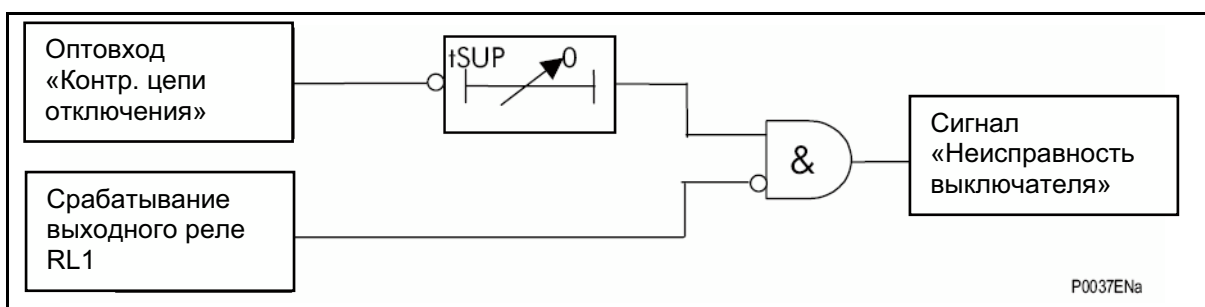 Оптовход
«Контр. цепи
отключения»
tSUP 0
Срабатывание
выходного реле
RL1
&
Сигнал
«Неисправность
выключателя»
P0037ENa